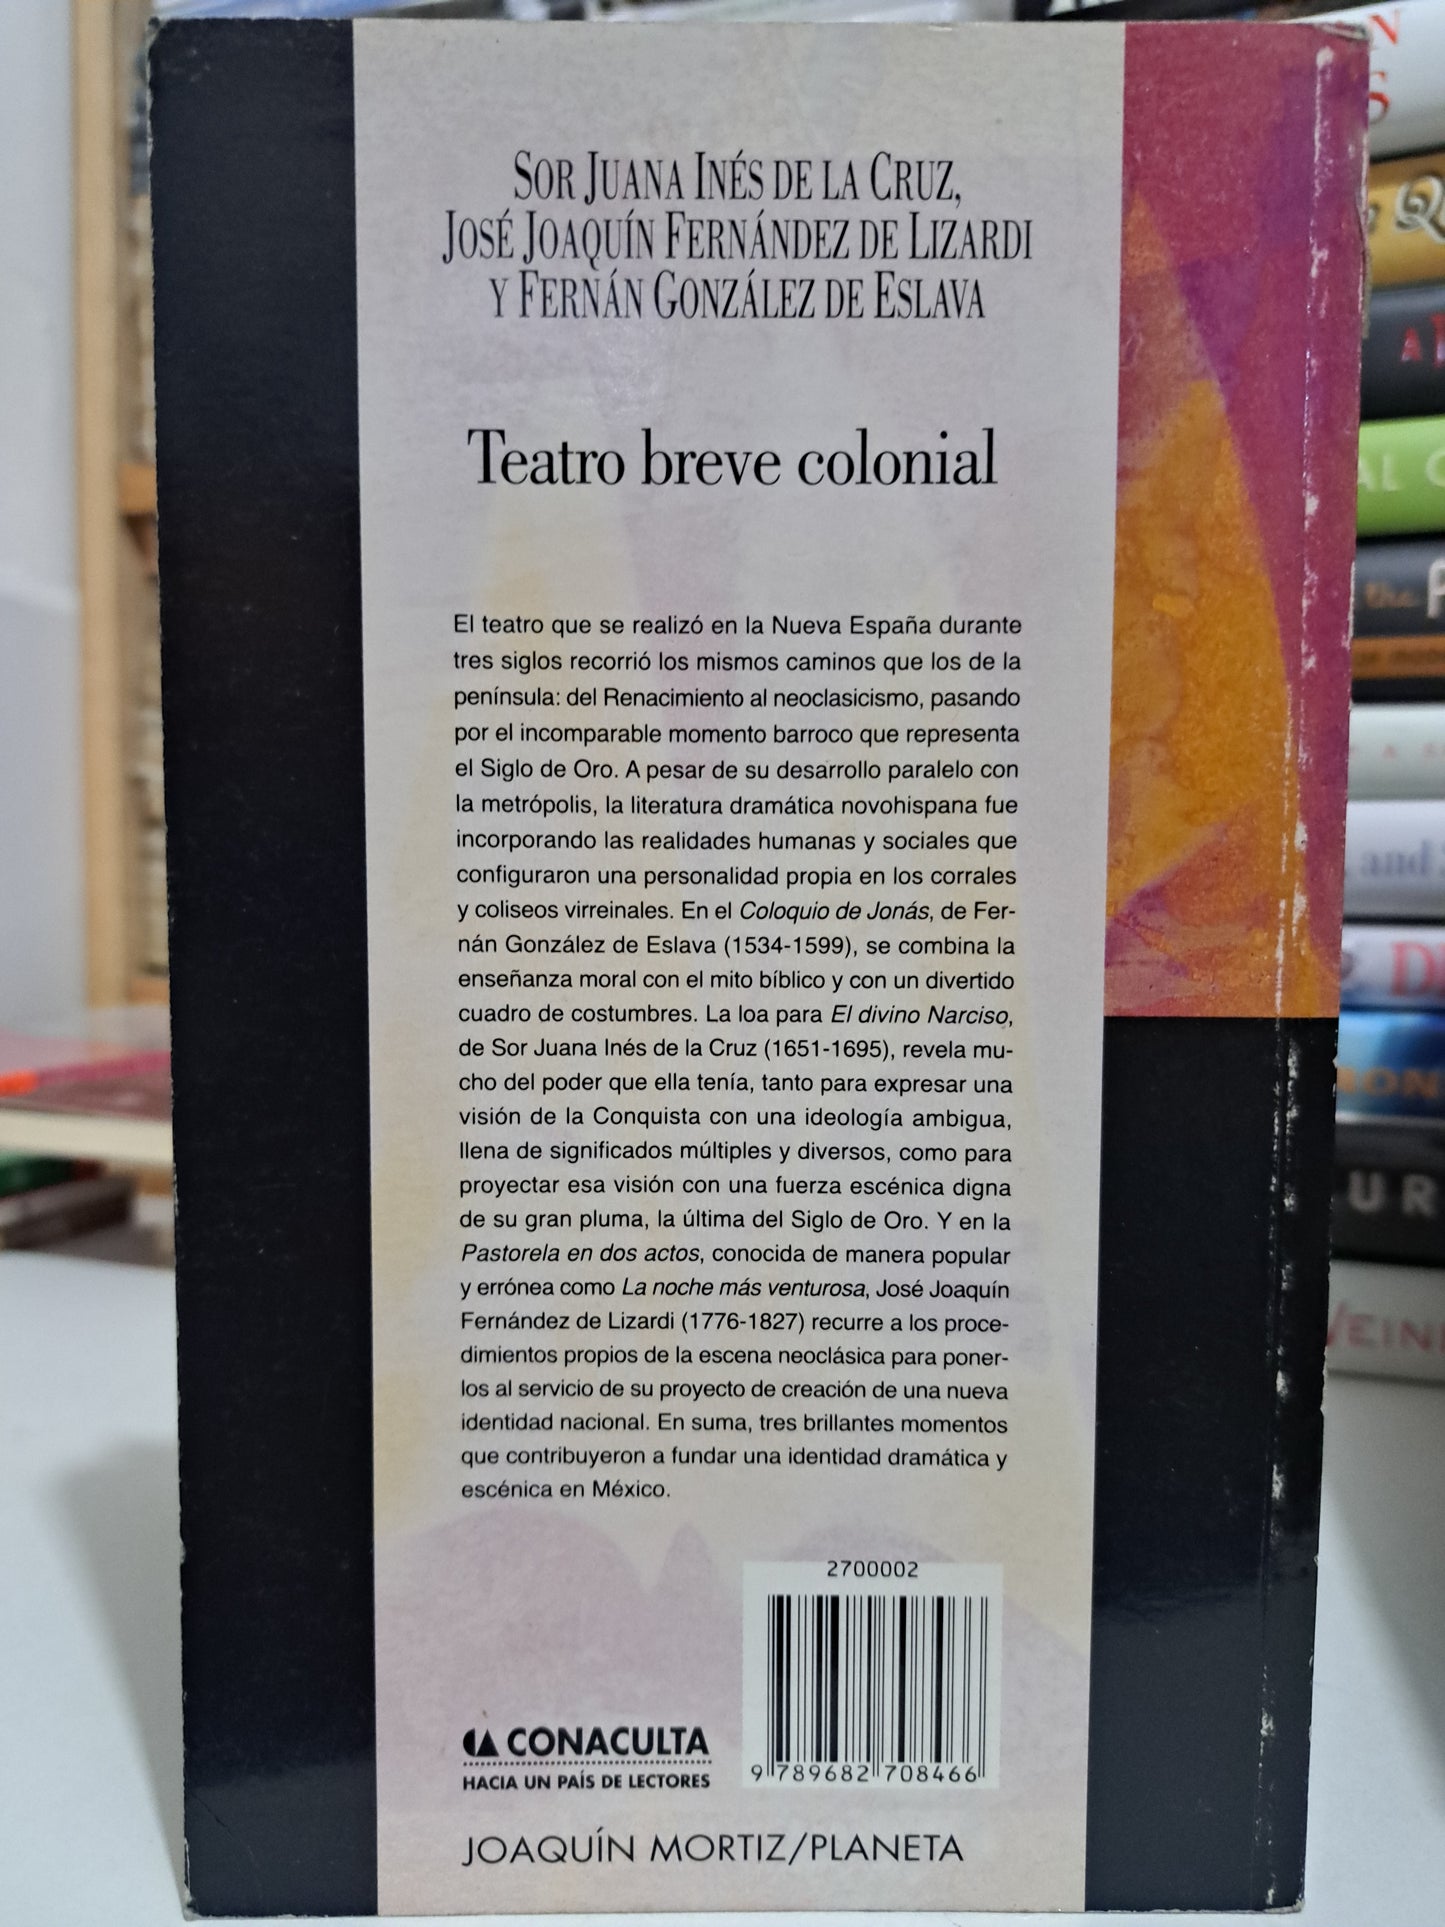 SOR JUANA INÉS DE LA CRUZ,
JOSÉ JOAQUÍN FERNÁNDEZ DE LIZARDI
Y FERNÁN GONZÁLEZ DE ESLAVA
Teatro breve colonial
El teatro que se realizó en la Nueva España durante
tres siglos recorrió los mismos caminos que los de la
península: del Renacimiento al neoclasicismo, pasando
por el incomparable momento barroco que representa
el Siglo de Oro. A pesar de su desarrollo paralelo con
la metrópolis, la literatura dramática novohispana fue
incorporando las realidades humanas y sociales que
configuraron una personalidad propia en los corrales
y coliseos virreinales. En el Coloquio de Jonás, de Fer-
nán González de Eslava (1534-1599), se combina la
enseñanza moral con el mito bíblico y con un divertido
cuadro de costumbres. La loa para El divino Narciso,
de Sor Juana Inés de la Cruz (1651-1695), revela mu-
cho del poder que ella tenía, tanto para expresar una
visión de la Conquista con una ideología ambigua,
llena de significados múltiples y diversos, como para
proyectar esa visión con una fuerza escénica digna
de su gran pluma, la última del Siglo de Oro. Y en la
Pastorela en dos actos, conocida de manera popular
y errónea como La noche más venturosa, José Joaquín
Fernández de Lizardi (1776-1827) recurre a los proce-
dimientos propios de la escena neoclásica para poner-
los al servicio de su proyecto de creación de una nueva
identidad nacional. En suma, tres brillantes momentos
que contribuyeron a fundar una identidad dramática y
escénica en México.
2700002
9 789682 708466
CONACULTA
HACIA UN PAÍS DE LECTORES
JOAQUÍN MORTIZ/PLANETA
the
and